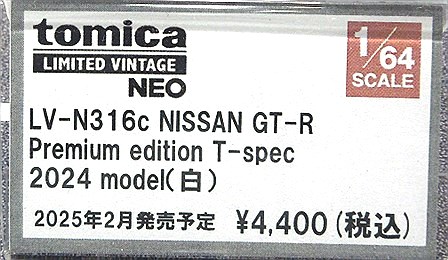 tomica
LIMITED VINTAGE
NEO
1/64
SCALE
LV-N316c NISSAN GT-R
Premium edition T-spec
2024 model(白)
2025年2月発売予定 ¥4,400(税込)